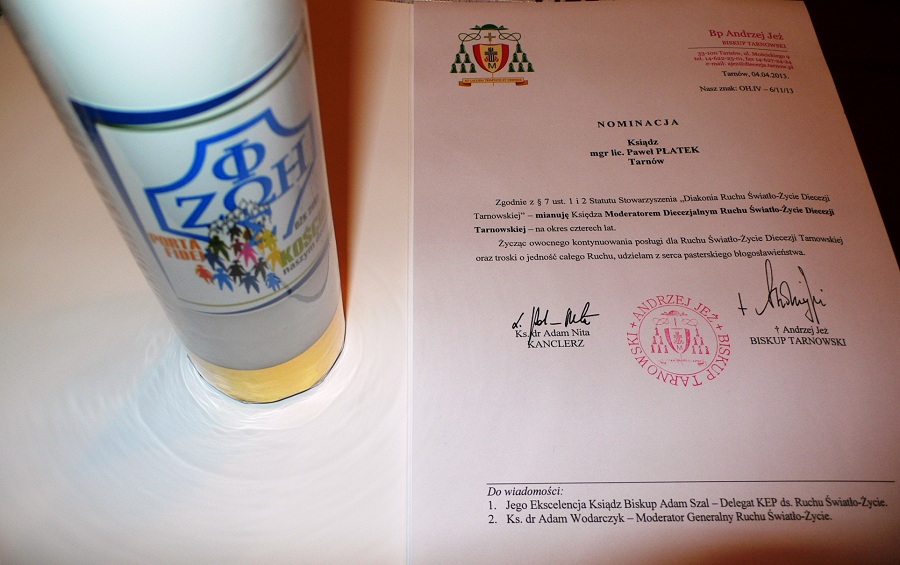 Φ
ZΩH
PORTA
FIDEI
KOŚCIÓŁ
Bp Andrzej Jeż
BISKUP TARNOWSKI
Tarnów, 04.04.2013.
Nasz znak: OH.IV – 6/11/13
NOMINACJA
Ksiądz
mgr lic. Paweł PŁATEK
Tarnów
Zgodnie z § 7 ust. 1 i 2 Statutu Stowarzyszenia „Diakonia Ruchu Światło-Życie Diecezji
Tarnowskiej” – mianuję Księdza Moderatorem Diecezjalnym Ruchu Światło-Życie Diecezji
Tarnowskiej – na okres czterech lat.
Życząc owocnego kontynuowania posługi dla Ruchu Światło-Życie Diecezji Tarnowskiej
oraz troski o jedność całego Ruchu, udzielam z serca pasterskiego błogosławieństwa.
Ks. dr Adam Nita
KANCLERZ
ANDRZEJ JEŻ + BISKUP TARNOWSKI +
† Andrzej Jeż
BISKUP TARNOWSKI
Do wiadomości:
1. Jego Ekscelencja Ksiądz Biskup Adam Szal – Delegat KEP ds. Ruchu Światło-Życie.
2. Ks. dr Adam Wodarczyk – Moderator Generalny Ruchu Światło-Życie.